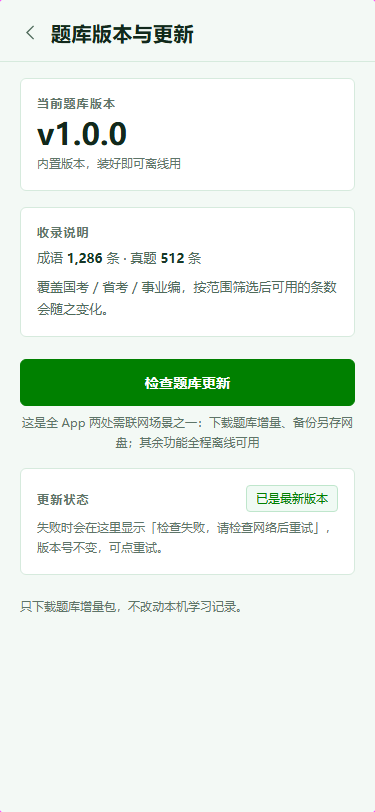 题库版本与更新
当前题库版本
v1.0.0
内置版本，装好即可离线用
收录说明
成语 1,286 条 · 真题 512 条
覆盖国考 / 省考 / 事业编，按范围筛选后可用的条数
会随之变化。
检查题库更新
这是全 App 两处需联网场景之一：下载题库增量、备份另存网
盘；其余功能全程离线可用
更新状态
已是最新版本
失败时会在这里显示「检查失败，请检查网络后重试」，
版本号不变，可点重试。
只下载题库增量包，不改动本机学习记录。